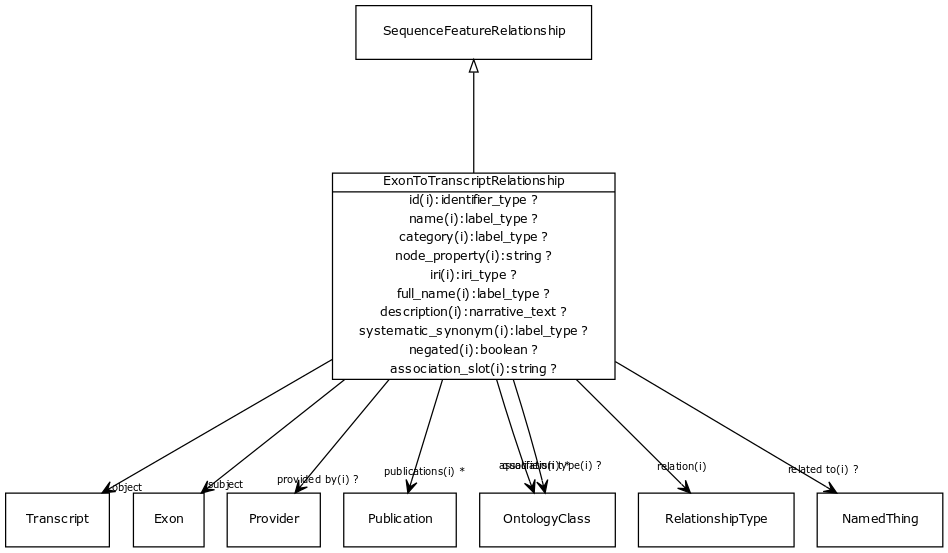 SequenceFeatureRelationship
ExonToTranscriptRelationship
id(i):identifier_type ?
name(i):label_type ?
category(i):label_type ?
node_property(i):string ?
iri(i):iri_type ?
full_name(i):label_type ?
description(i):narrative_text ?
systematic_synonym(i):label_type ?
negated(i):boolean ?
association_slot(i):string ?
object
subject
provided by(i) ?
publications(i) *
type(i) ?
relation(i)
related to(i) ?
Transcript
Exon
Provider
Publication
OntologyClass
RelationshipType
NamedThing